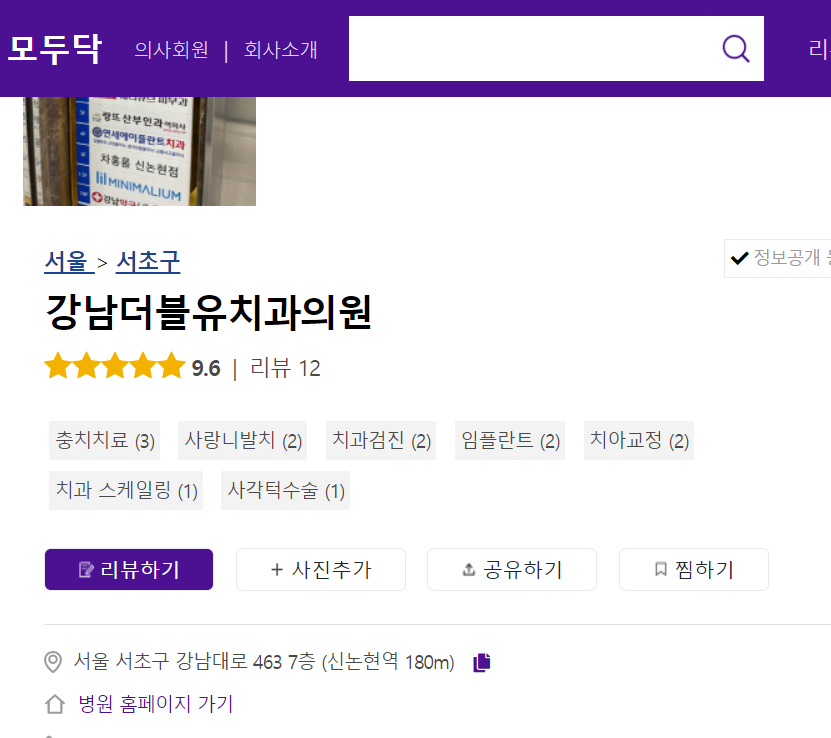 모두닥 의사회원 | 회사소개
랑뜨 산부인과 여의사
연세에이플란트치과
차홍룸 신논현점
MINIMALIUM
서울 > 서초구
정보공개
강남더블유치과의원
9.6 | 리뷰 12
충치치료 (3) 사랑니발치 (2) 치과검진 (2) 임플란트 (2) 치아교정 (2)
치과 스케일링 (1) 사각턱수술 (1)
리뷰하기 + 사진추가 공유하기 찜하기
서울 서초구 강남대로 463 7층 (신논현역 180m)
병원 홈페이지 가기